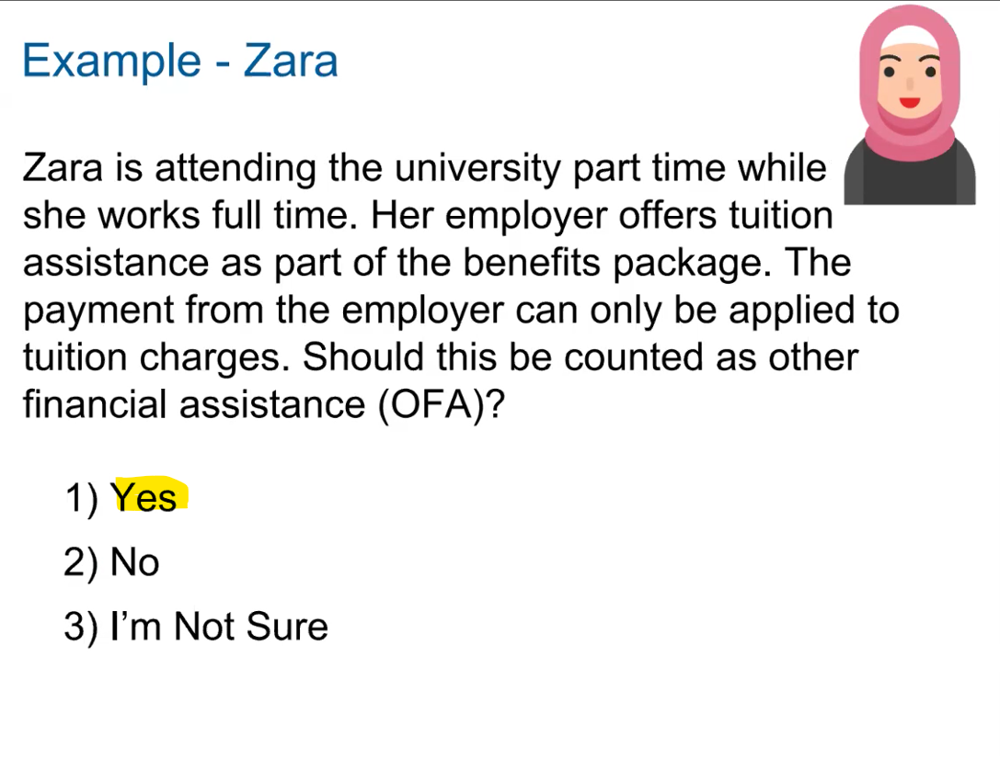 Example - Zara
Zara is attending the university part time while
she works full time. Her employer offers tuition
assistance as part of the benefits package. The
payment from the employer can only be applied to
tuition charges. Should this be counted as other
financial assistance (OFA)?
1) Yes
2) No
3) I’m Not Sure